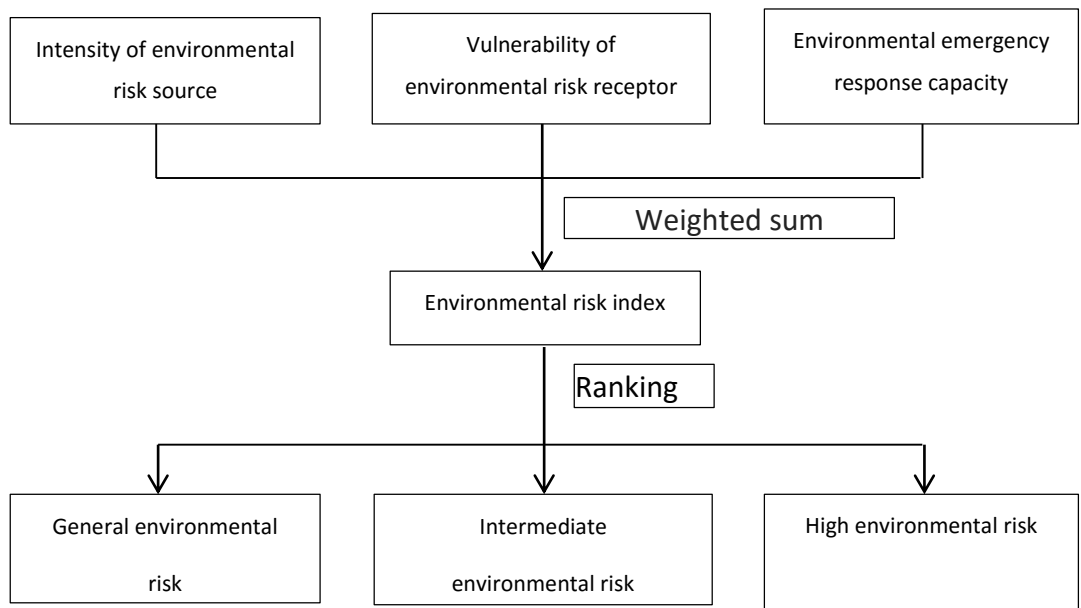 Intensity of environmental
risk source
Vulnerability of
environmental risk receptor
Environmental emergency
response capacity
Weighted sum
Environmental risk index
Ranking
General environmental
risk
Intermediate
environmental risk
High environmental risk